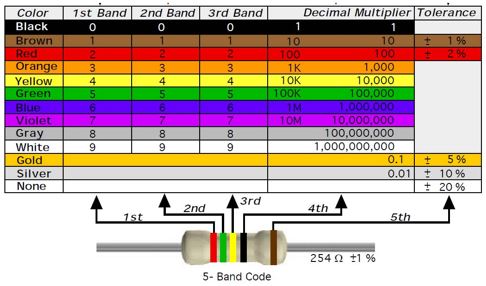 Color 1st Band 2nd Band 3rd Band Decimal Multiplier Tolerance
Black 0 0 0 1 1
Brown 1 1 1 10 10 ± 1%
Red 2 2 2 100 100 ± 2%
Orange 3 3 3 1K 1,000
Yellow 4 4 4 10K 10,000
Green 5 5 5 100K 100,000
Blue 6 6 6 1M 1,000,000
Violet 7 7 7 10M 10,000,000
Gray 8 8 8 100,000,000
White 9 9 9 1,000,000,000
Gold 0.1 ± 5%
Silver 0.01 ± 10%
None ± 20%
1st 2nd 3rd 4th 5th
254 Ω ±1 %
5- Band Code